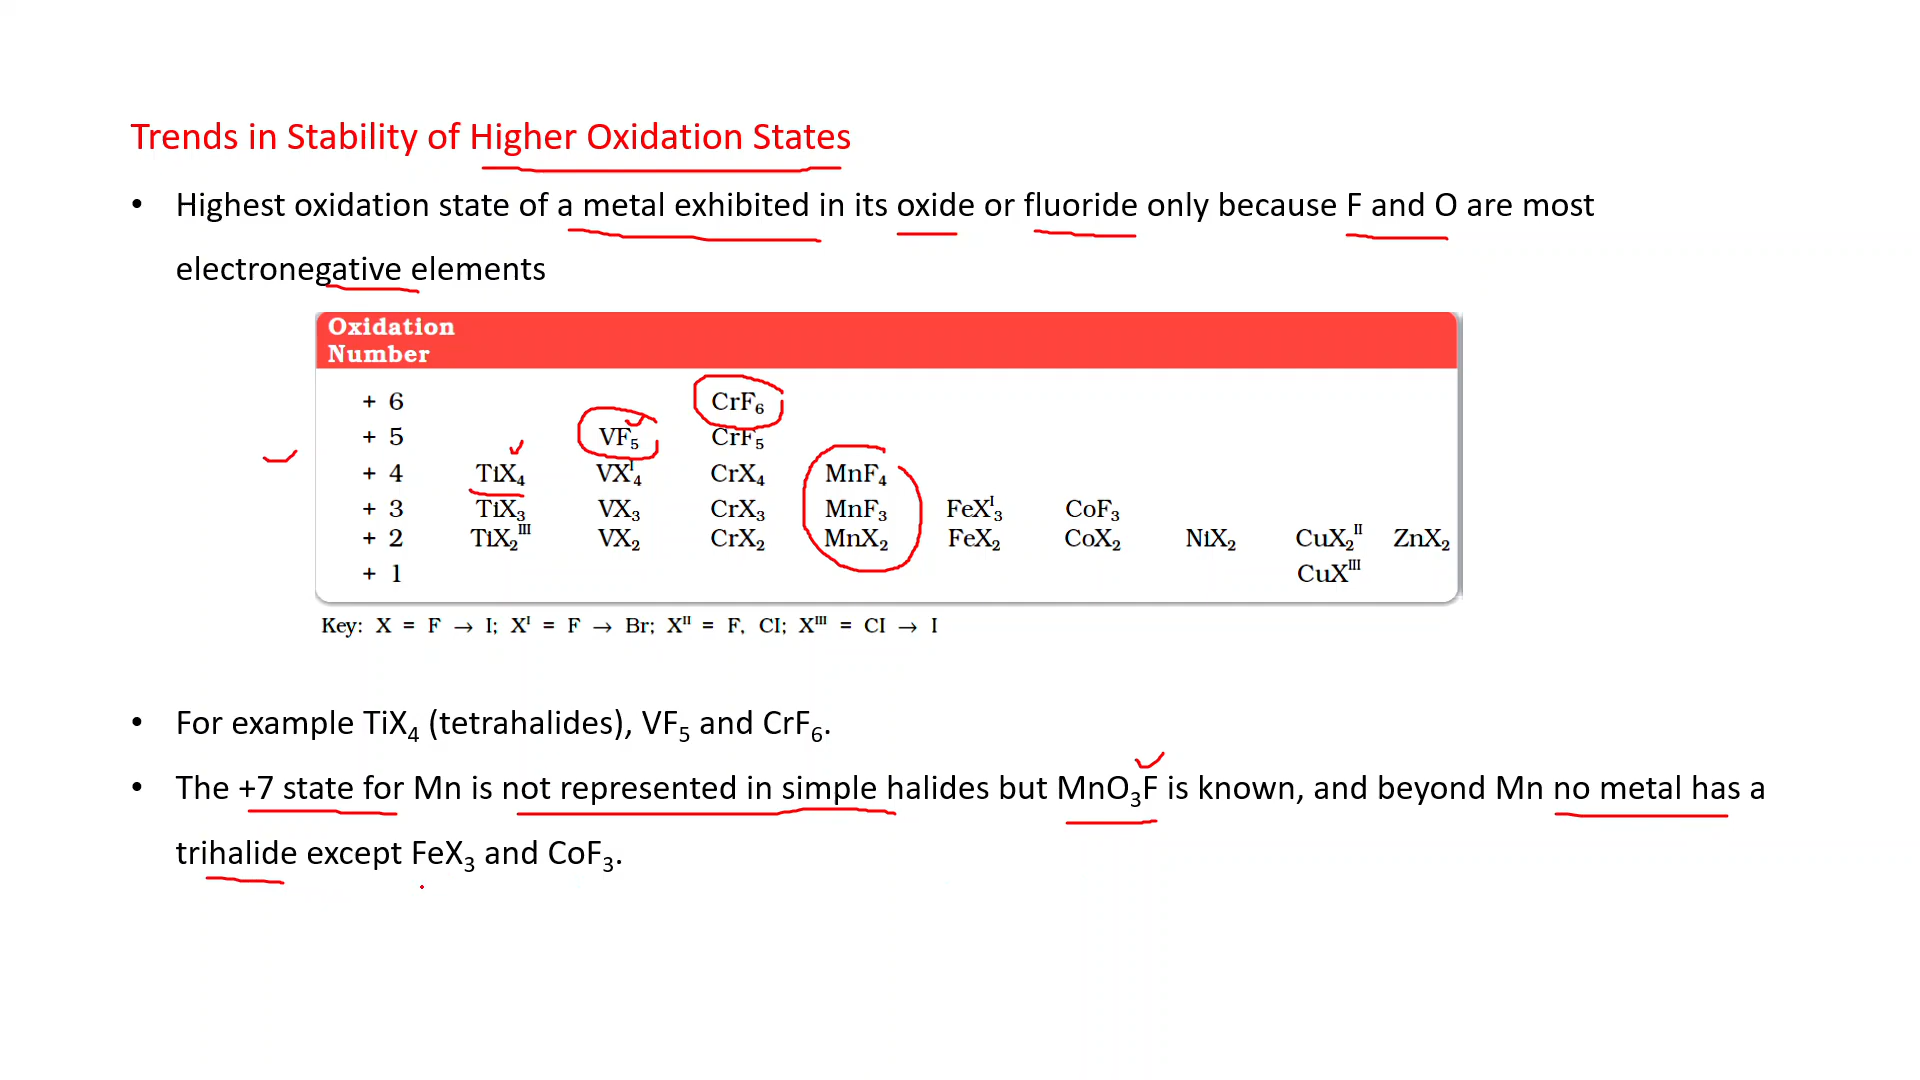 Trends in Stability of Higher Oxidation States
• Highest oxidation state of a metal exhibited in its oxide or fluoride only because F and O are most
electronegative elements
Oxidation
Number
+ 6 CrF₆
+ 5 VF₅ CrF₅
+ 4 TiX₄ VXᴵ₄ CrX₄ MnF₄
+ 3 TiX₃ VX₃ CrX₃ MnF₃ FeXᴵ₃ CoF₃
+ 2 TiX₂ᴵᴵᴵ VX₂ CrX₂ MnX₂ FeX₂ CoX₂ NiX₂ CuX₂ᴵᴵ ZnX₂
+ 1 CuXᴵᴵᴵ
Key: X = F → I; Xᴵ = F → Br; Xᴵᴵ = F, CI; Xᴵᴵᴵ = CI → I
• For example TiX₄ (tetrahalides), VF₅ and CrF₆.
• The +7 state for Mn is not represented in simple halides but MnO₃F is known, and beyond Mn no metal has a
trihalide except FeX₃ and CoF₃.